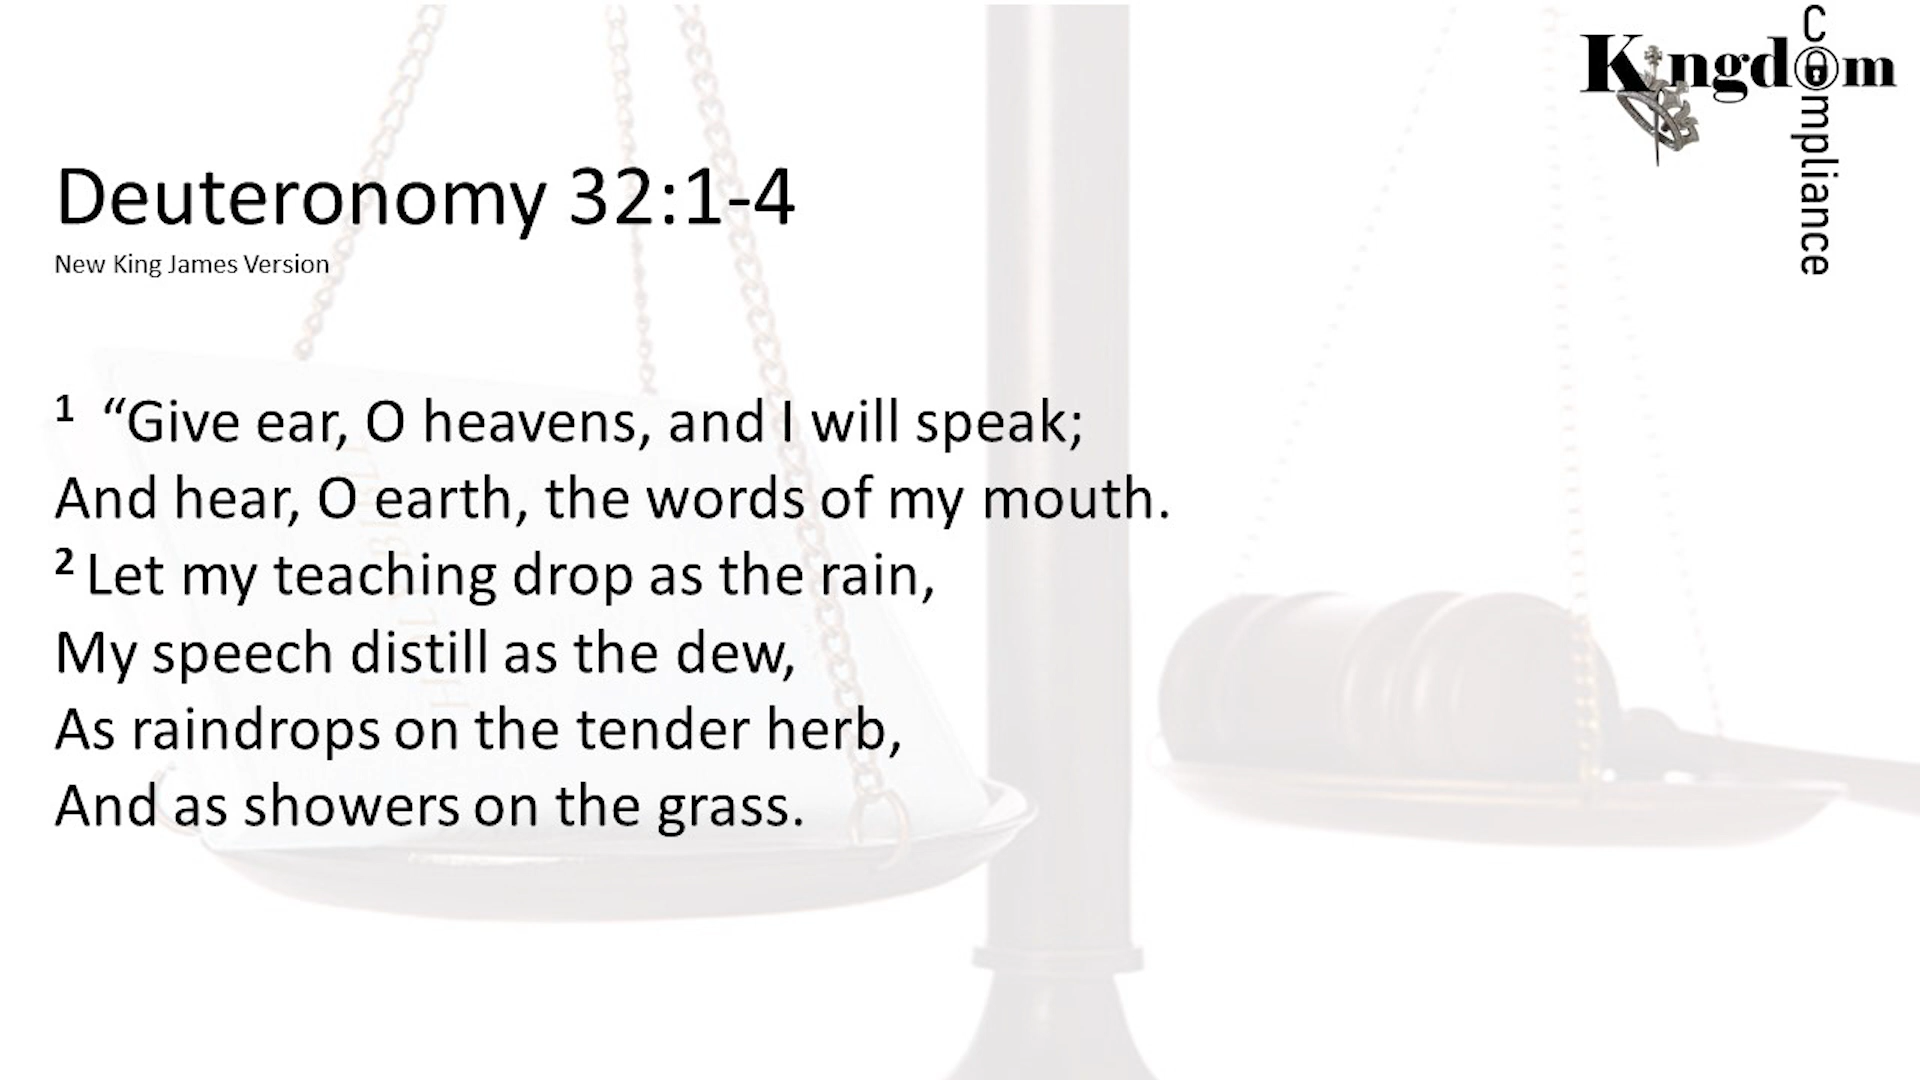 Kingdom
Compliance
Deuteronomy 32:1-4
New King James Version
1 “Give ear, O heavens, and I will speak;
And hear, O earth, the words of my mouth.
2 Let my teaching drop as the rain,
My speech distill as the dew,
As raindrops on the tender herb,
And as showers on the grass.